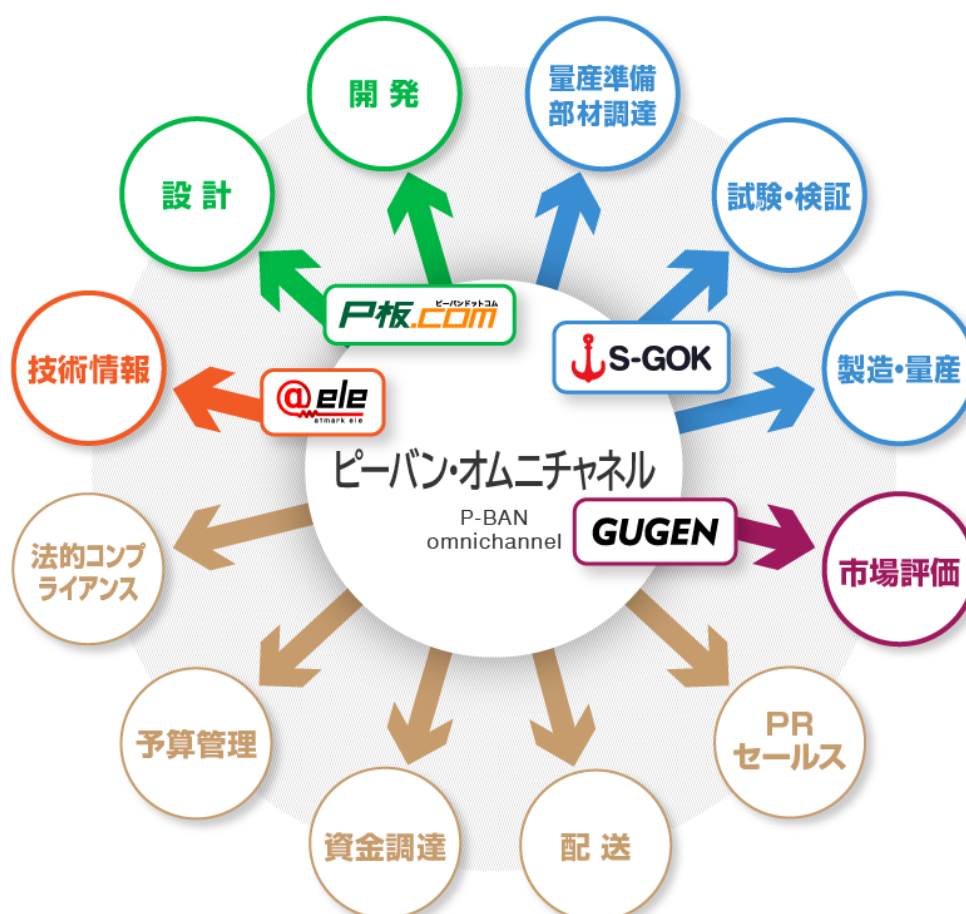 開発
量産準備
部材調達
設計
試験・検証
ピーバンドットコム
P板.com
S-GOK
技術情報
製造・量産
@ele
atmark ele
ピーバン・オムニチャネル
P-BAN
omnichannel
GUGEN
法的コンプ
ライアンス
市場評価
予算管理
PR
セールス
資金調達
配送